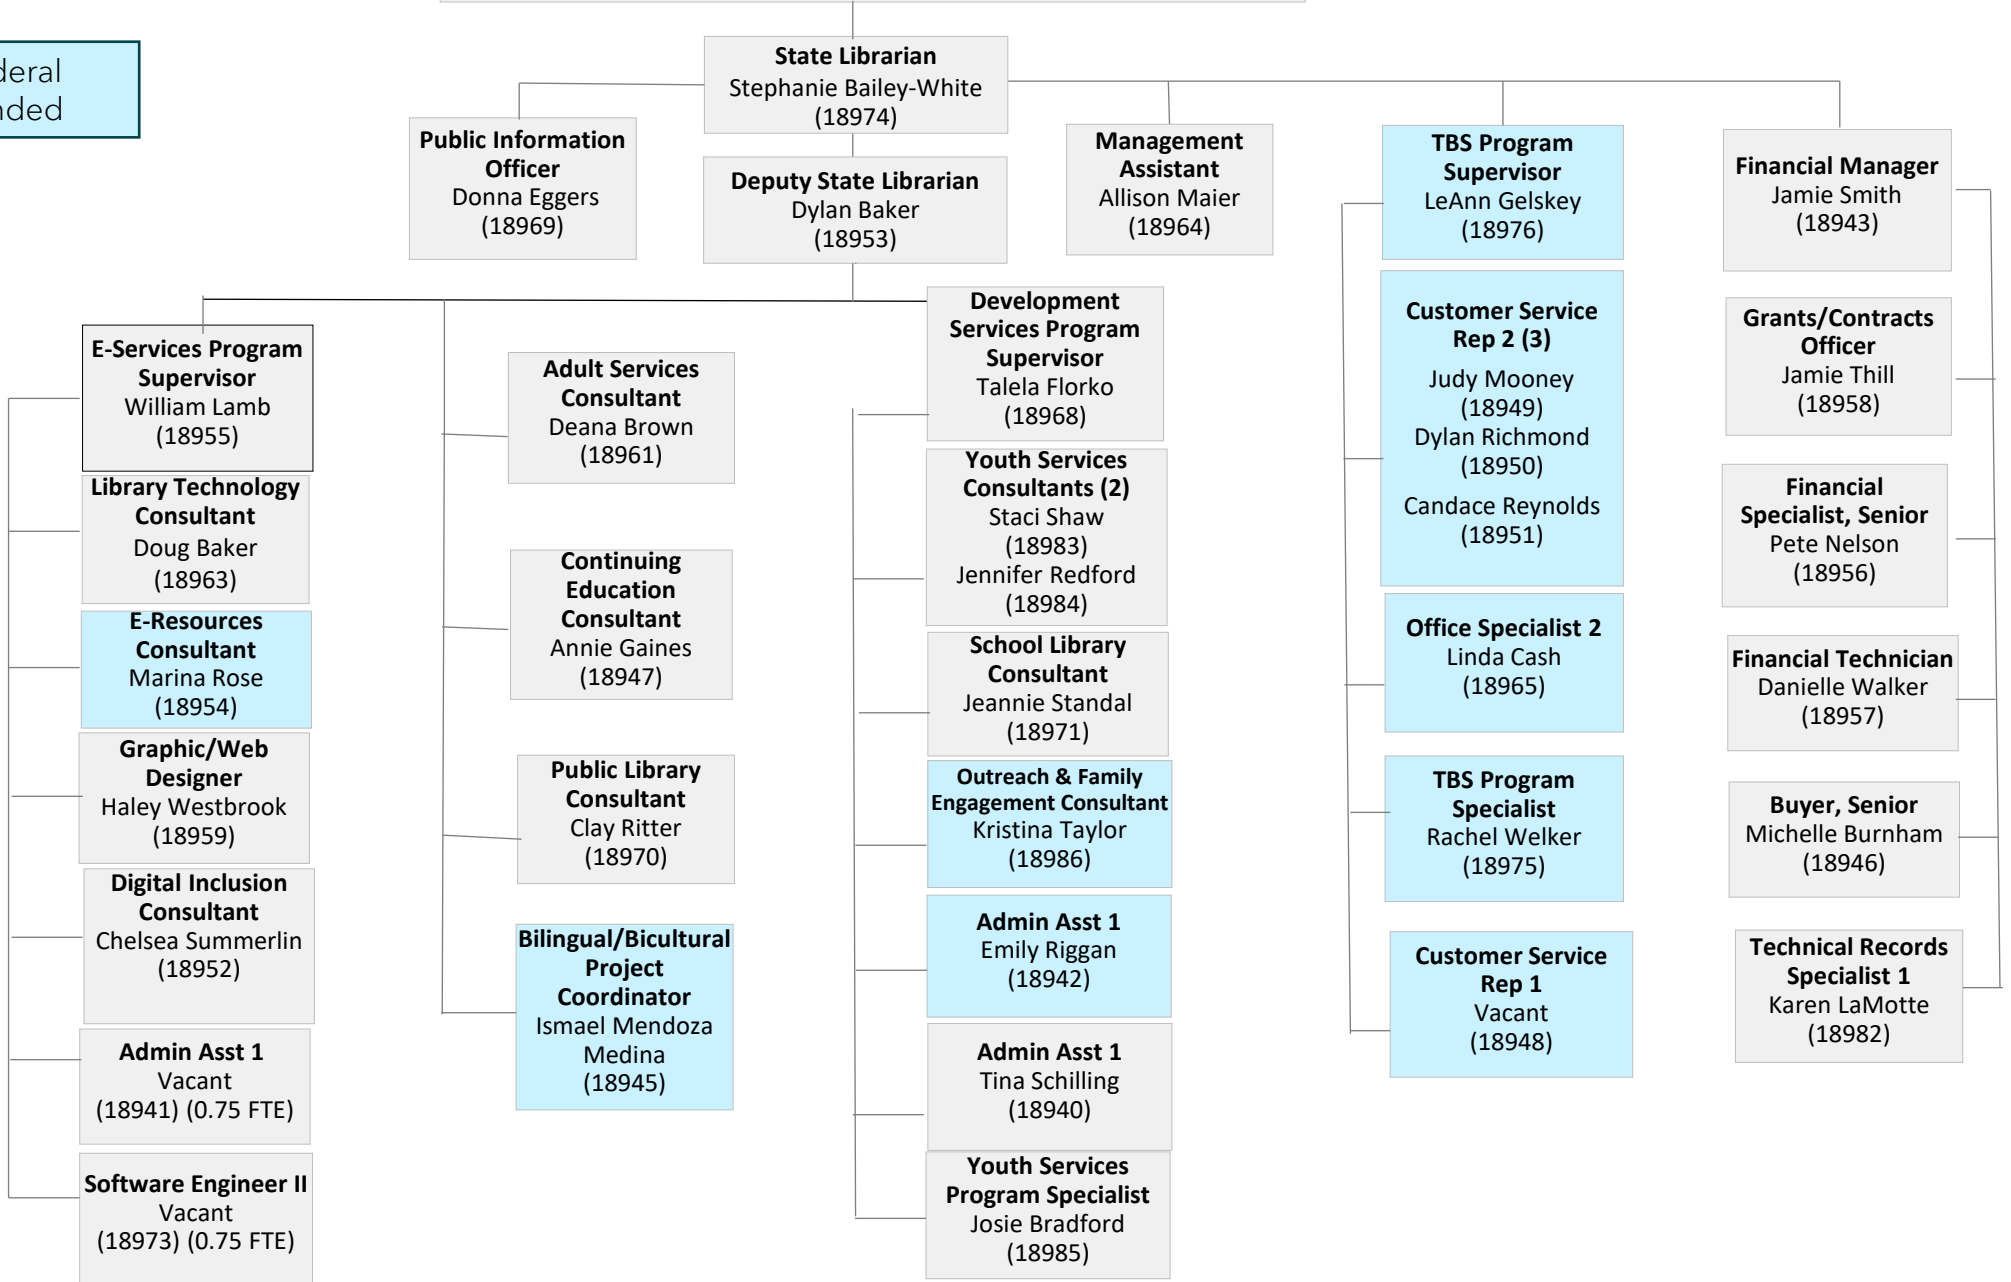 State Librarian
Stephanie Bailey-White
(18974)
Public Information
Officer
Donna Eggers
(18969)
Deputy State Librarian
Dylan Baker
(18953)
Management
Assistant
Allison Maier
(18964)
TBS Program
Supervisor
LeAnn Gelskey
(18976)
Financial Manager
Jamie Smith
(18943)
E-Services Program
Supervisor
William Lamb
(18955)
Library Technology
Consultant
Doug Baker
(18963)
E-Resources
Consultant
Marina Rose
(18954)
Graphic/Web
Designer
Haley Westbrook
(18959)
Digital Inclusion
Consultant
Chelsea Summerlin
(18952)
Admin Asst 1
Vacant
(18941) (0.75 FTE)
Software Engineer II
Vacant
(18973) (0.75 FTE)
Adult Services
Consultant
Deana Brown
(18961)
Continuing
Education
Consultant
Annie Gaines
(18947)
Public Library
Consultant
Clay Ritter
(18970)
Bilingual/Bicultural
Project
Coordinator
Ismael Mendoza
Medina
(18945)
Development
Services Program
Supervisor
Talela Florko
(18968)
Youth Services
Consultants (2)
Staci Shaw
(18983)
Jennifer Redford
(18984)
School Library
Consultant
Jeannie Standal
(18971)
Outreach & Family
Engagement Consultant
Kristina Taylor
(18986)
Admin Asst 1
Emily Riggan
(18942)
Admin Asst 1
Tina Schilling
(18940)
Youth Services
Program Specialist
Josie Bradford
(18985)
Customer Service
Rep 2 (3)
Judy Mooney
(18949)
Dylan Richmond
(18950)
Candace Reynolds
(18951)
Office Specialist 2
Linda Cash
(18965)
TBS Program
Specialist
Rachel Welker
(18975)
Customer Service
Rep 1
Vacant
(18948)
Grants/Contracts
Officer
Jamie Thill
(18958)
Financial
Specialist, Senior
Pete Nelson
(18956)
Financial Technician
Danielle Walker
(18957)
Buyer, Senior
Michelle Burnham
(18946)
Technical Records
Specialist 1
Karen LaMotte
(18982)